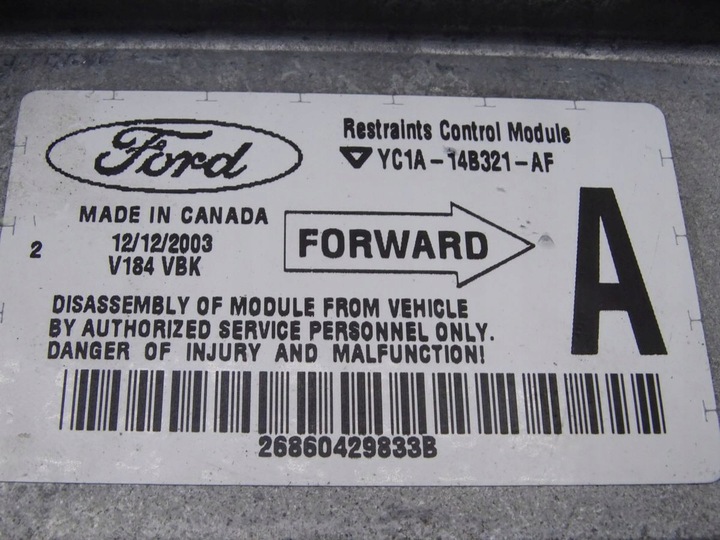 Ford
Restraints Control Module
YC1A-14B321-AF
MADE IN CANADA
2
12/12/2003
V184 VBK
FORWARD
A
DISASSEMBLY OF MODULE FROM VEHICLE
BY AUTHORIZED SERVICE PERSONNEL ONLY.
DANGER OF INJURY AND MALFUNCTION!
26860429833B